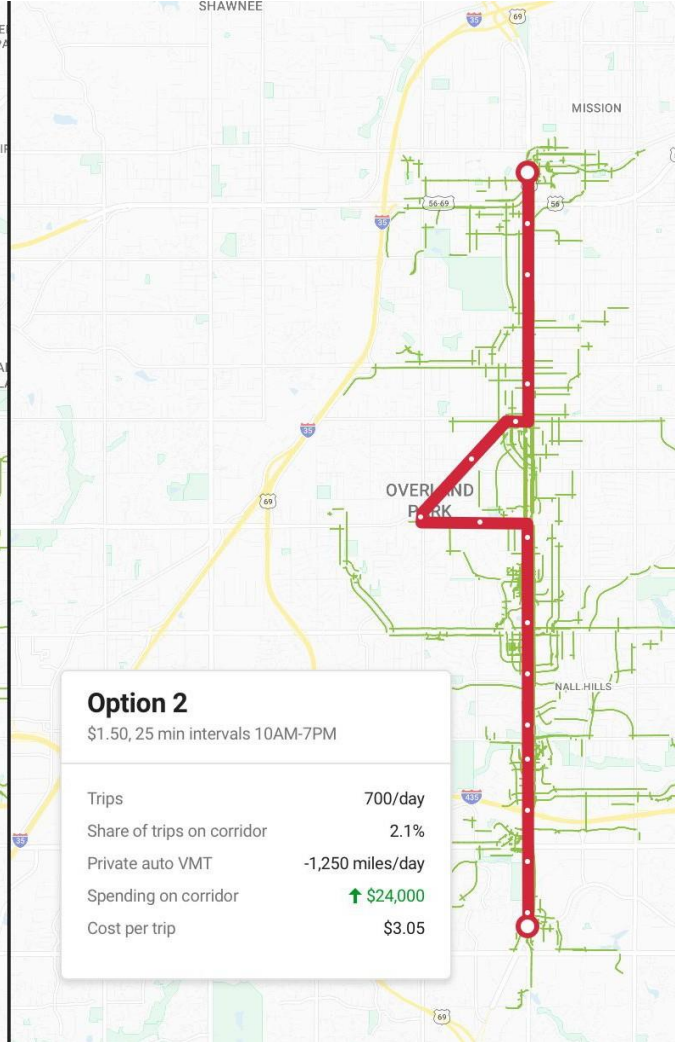 SHAWNEE
35
69
MISSION
56-69
56
35
35
OVERLAND
PARK
69
NALL HILLS
Option 2
$1.50, 25 min intervals 10AM-7PM
435
Trips 700/day
Share of trips on corridor 2.1%
35
Private auto VMT -1,250 miles/day
Spending on corridor ↑ $24,000
Cost per trip $3.05
69